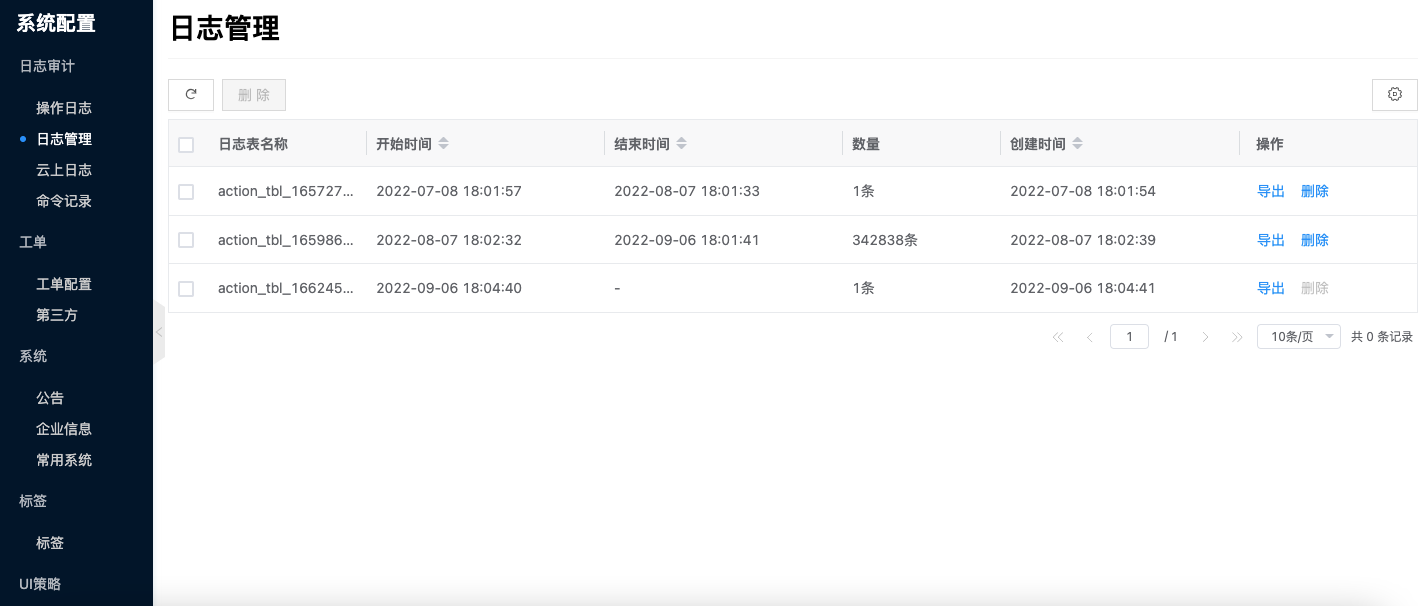 系统配置
日志审计
操作日志
日志管理
云上日志
命令记录
工单
工单配置
第三方
系统
公告
企业信息
常用系统
标签
标签
UI策略
日志管理
删 除
日志表名称 开始时间 结束时间 数量 创建时间 操作
action_tbl_165727... 2022-07-08 18:01:57 2022-08-07 18:01:33 1条 2022-07-08 18:01:54 导出 删除
action_tbl_165986... 2022-08-07 18:02:32 2022-09-06 18:01:41 342838条 2022-08-07 18:02:39 导出 删除
action_tbl_166245... 2022-09-06 18:04:40 - 1条 2022-09-06 18:04:41 导出 删除
1 / 1 10条/页 共 0 条记录